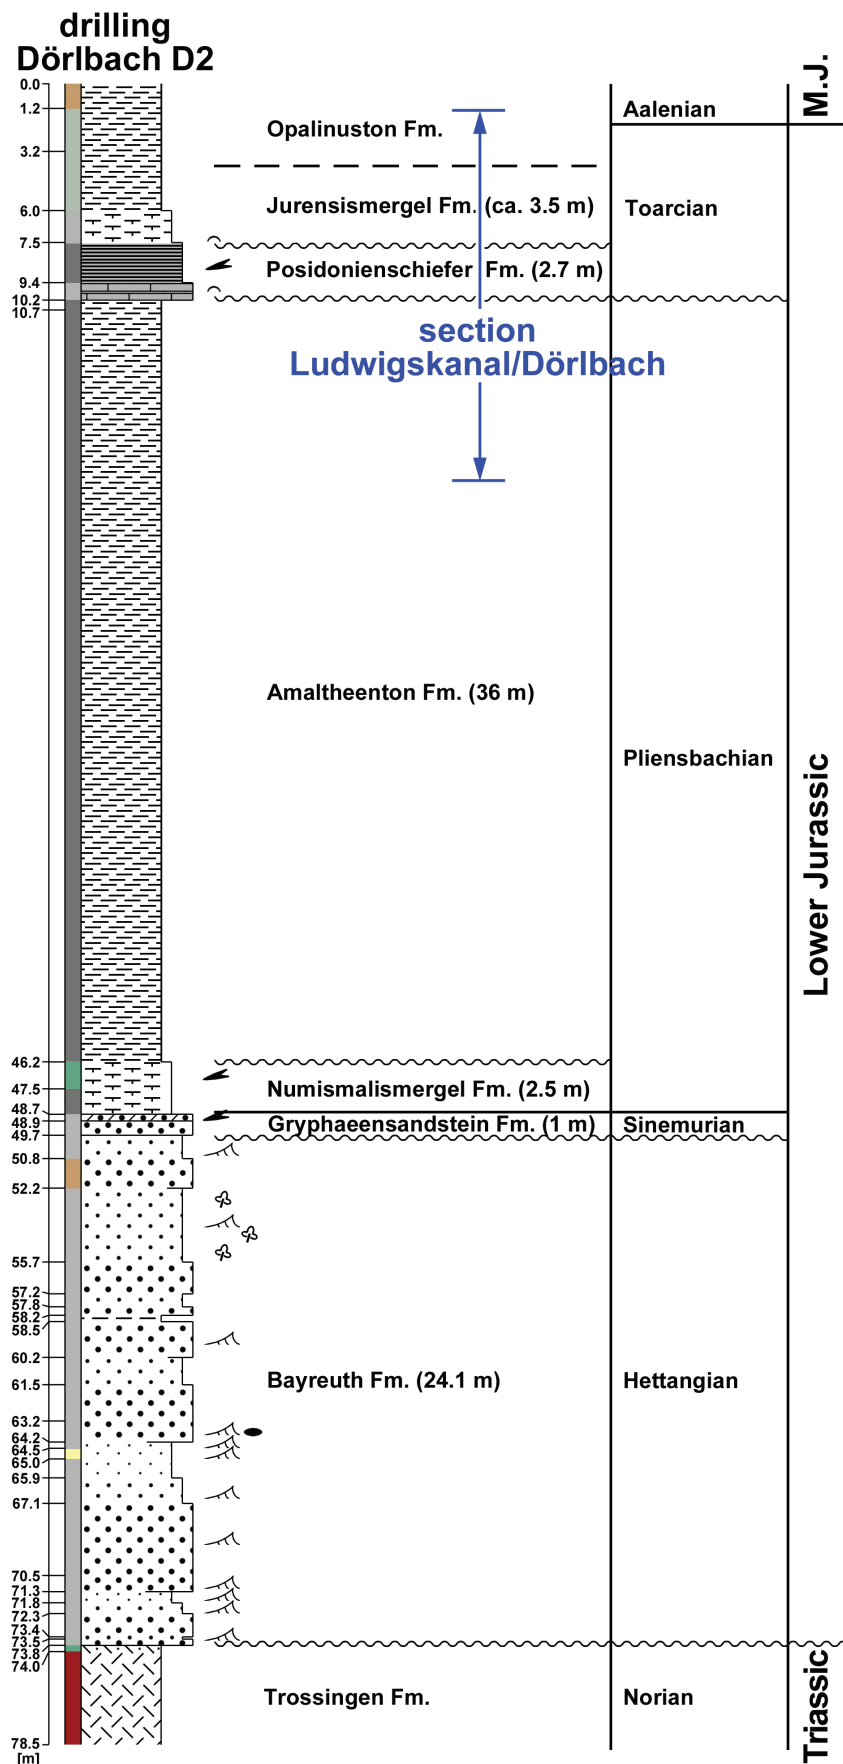 drilling
Dörlbach D2
0.0
1.2
3.2
6.0
7.5
9.4
10.2
10.7
46.2
47.5
48.7
48.9
49.7
50.8
52.2
55.7
57.2
57.8
58.2
58.5
60.2
61.5
63.2
64.2
64.5
65.0
65.9
67.1
70.5
71.3
71.8
72.3
73.4
73.5
73.8
74.0
78.5
[m]
Opalinuston Fm.
Jurensismergel Fm. (ca. 3.5 m)
Posidonienschiefer Fm. (2.7 m)
section
Ludwigskanal/Dörlbach
Amaltheenton Fm. (36 m)
Numismalismergel Fm. (2.5 m)
Gryphaeensandstein Fm. (1 m)
Bayreuth Fm. (24.1 m)
Trossingen Fm.
Aalenian
Toarcian
Pliensbachian
Sinemurian
Hettangian
Norian
M.J.
Lower Jurassic
Triassic